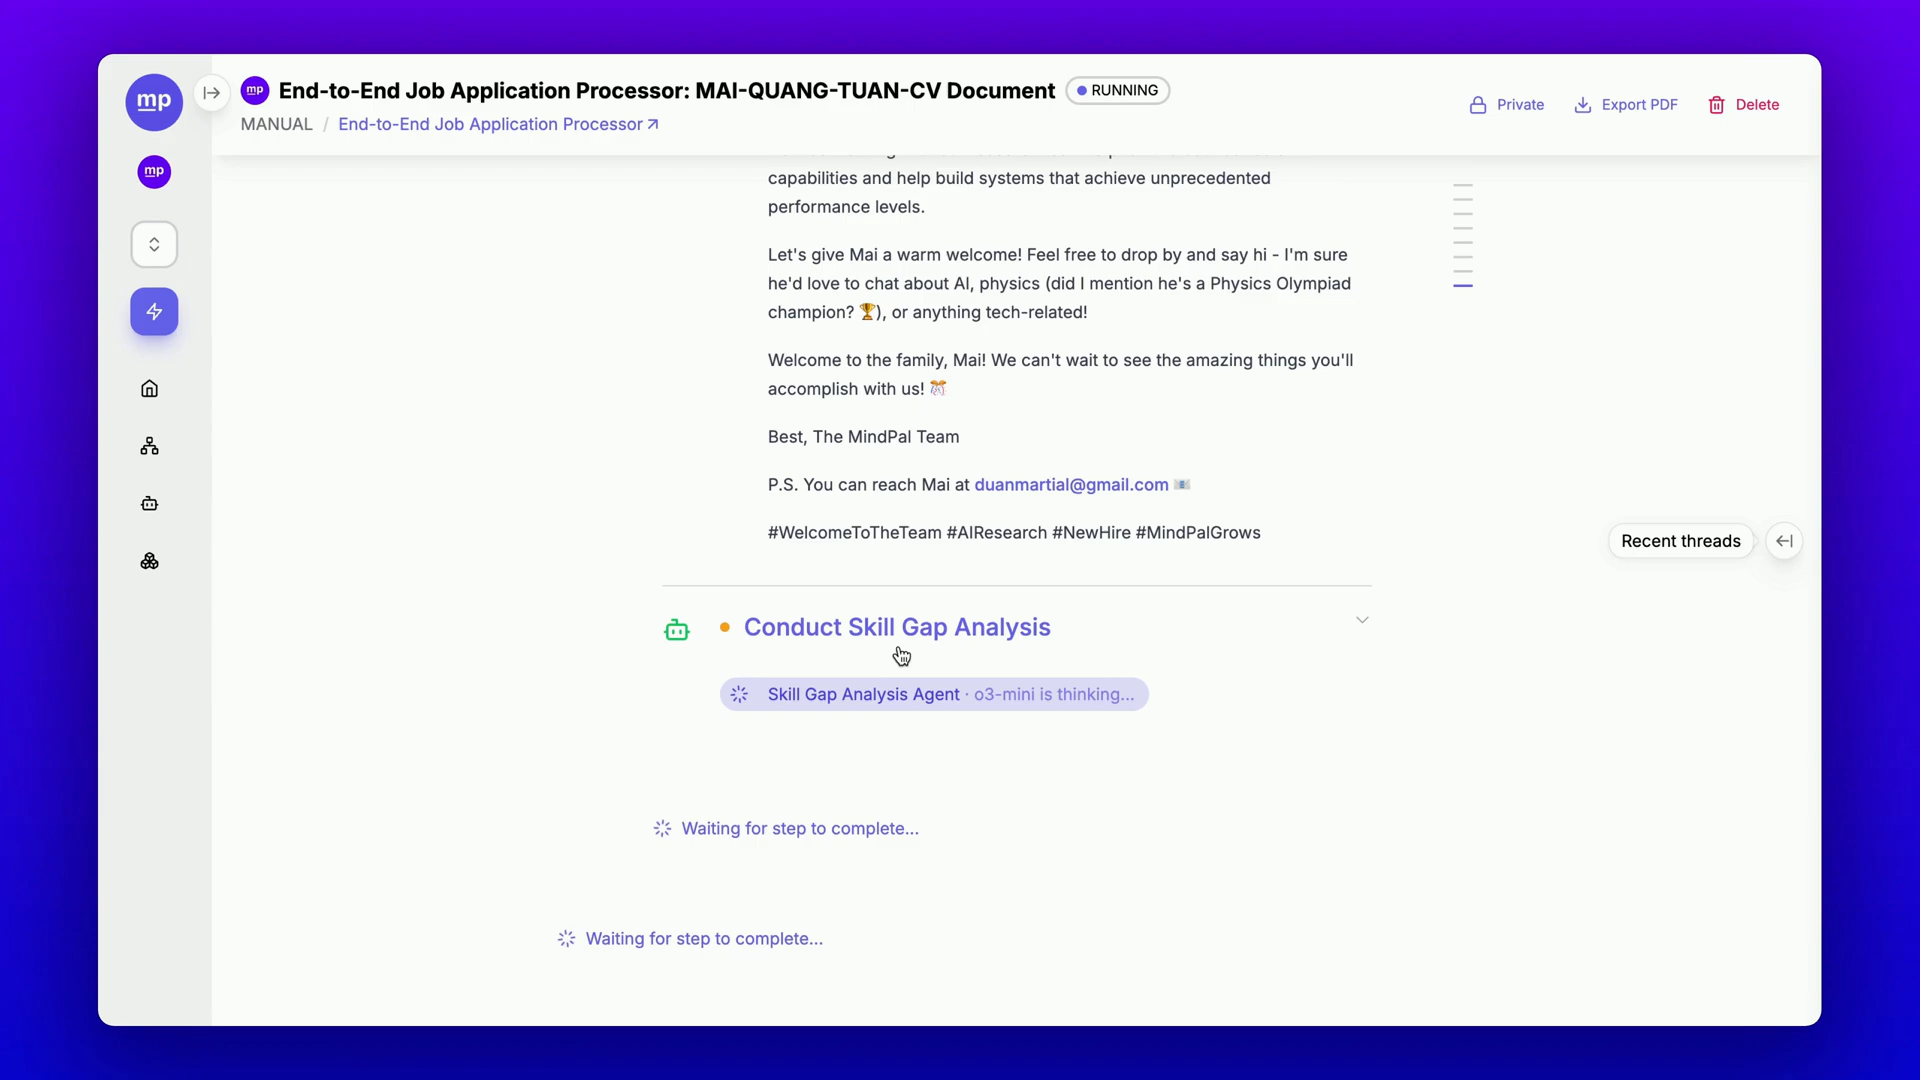 mp
mp End-to-End Job Application Processor: MAI-QUANG-TUAN-CV Document RUNNING
MANUAL / End-to-End Job Application Processor
Private
Export PDF
Delete
mp
capabilities and help build systems that achieve unprecedented
performance levels.
Let's give Mai a warm welcome! Feel free to drop by and say hi - I'm sure
he'd love to chat about AI, physics (did I mention he's a Physics Olympiad
champion? 🏆), or anything tech-related!
Welcome to the family, Mai! We can't wait to see the amazing things you'll
accomplish with us! 🎊
Best, The MindPal Team
P.S. You can reach Mai at duanmartial@gmail.com 📧
#WelcomeToTheTeam #AIResearch #NewHire #MindPalGrows
Recent threads
Conduct Skill Gap Analysis
Skill Gap Analysis Agent · o3-mini is thinking...
Waiting for step to complete...
Waiting for step to complete...